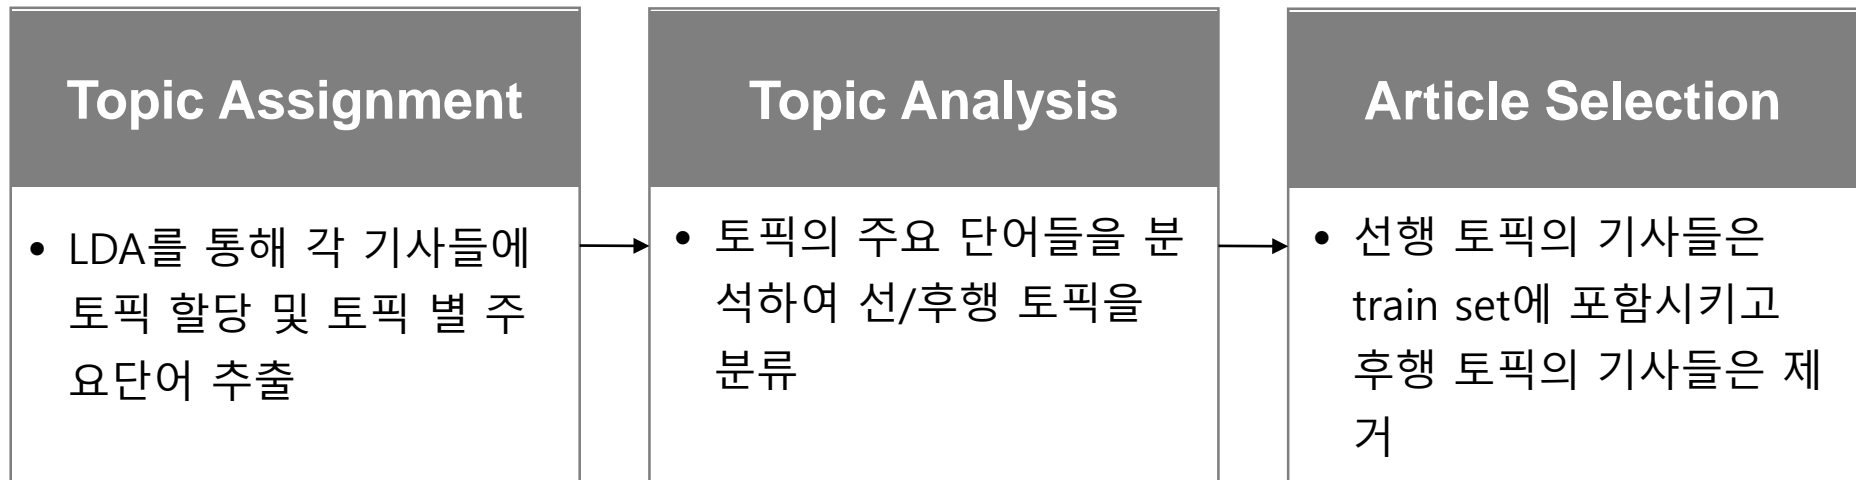 Topic Assignment
• LDA를 통해 각 기사들에
토픽 할당 및 토픽 별 주
요단어 추출
Topic Analysis
• 토픽의 주요 단어들을 분
석하여 선/후행 토픽을
분류
Article Selection
• 선행 토픽의 기사들은
train set에 포함시키고
후행 토픽의 기사들은 제
거